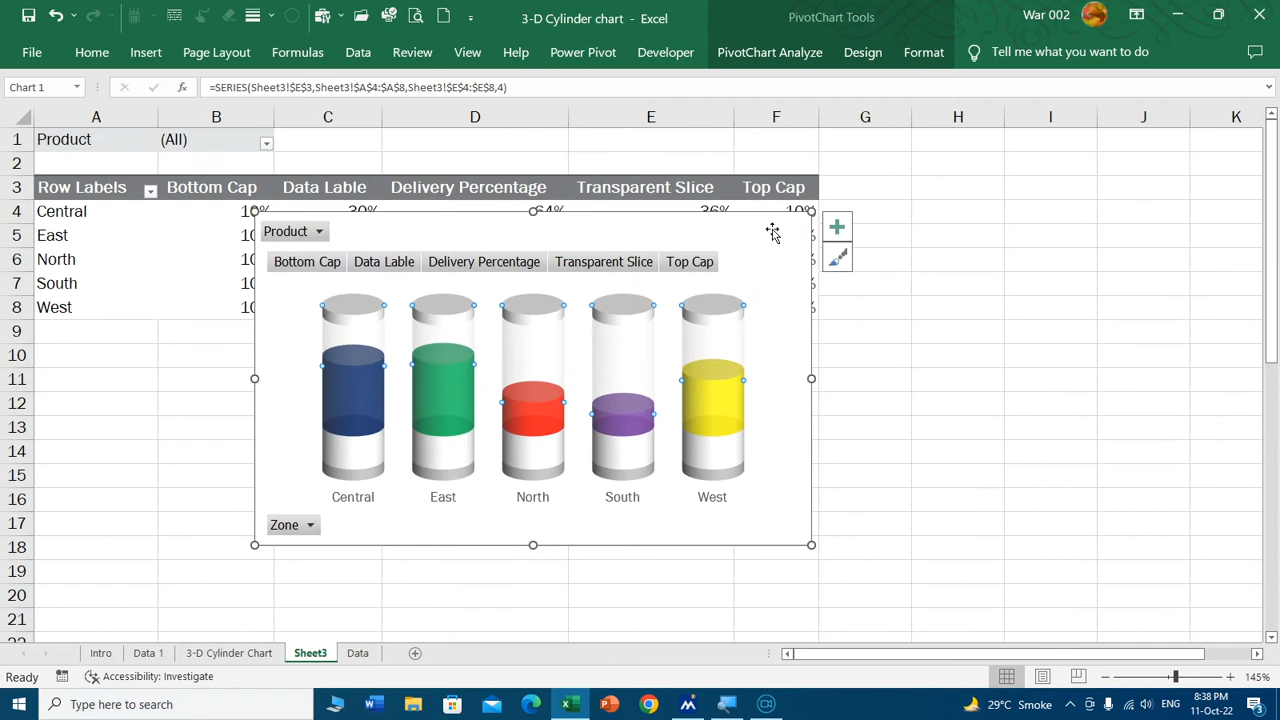 3-D Cylinder chart - Excel
PivotChart Tools
War 002
File Home Insert Page Layout Formulas Data Review View Help Power Pivot Developer PivotChart Analyze Design Format Tell me what you want to do
Chart 1 fx =SERIES(Sheet3!$E$3,Sheet3!$A$4:$A$8,Sheet3!$E$4:$E$8,4)
A B C D E F G H I J K
1 Product (All)
2
3 Row Labels Bottom Cap Data Label Delivery Percentage Transparent Slice Top Cap
4 Central
5 East
6 North
7 South
8 West
Product
Bottom Cap Data Label Delivery Percentage Transparent Slice Top Cap
Central East North South West
Zone
9
10
11
12
13
14
15
16
17
18
19
20
21
Intro Data 1 3-D Cylinder Chart Sheet3 Data
Ready Accessibility: Investigate 145%
Type here to search
29°C Smoke
ENG
8:38 PM
11-Oct-22
3